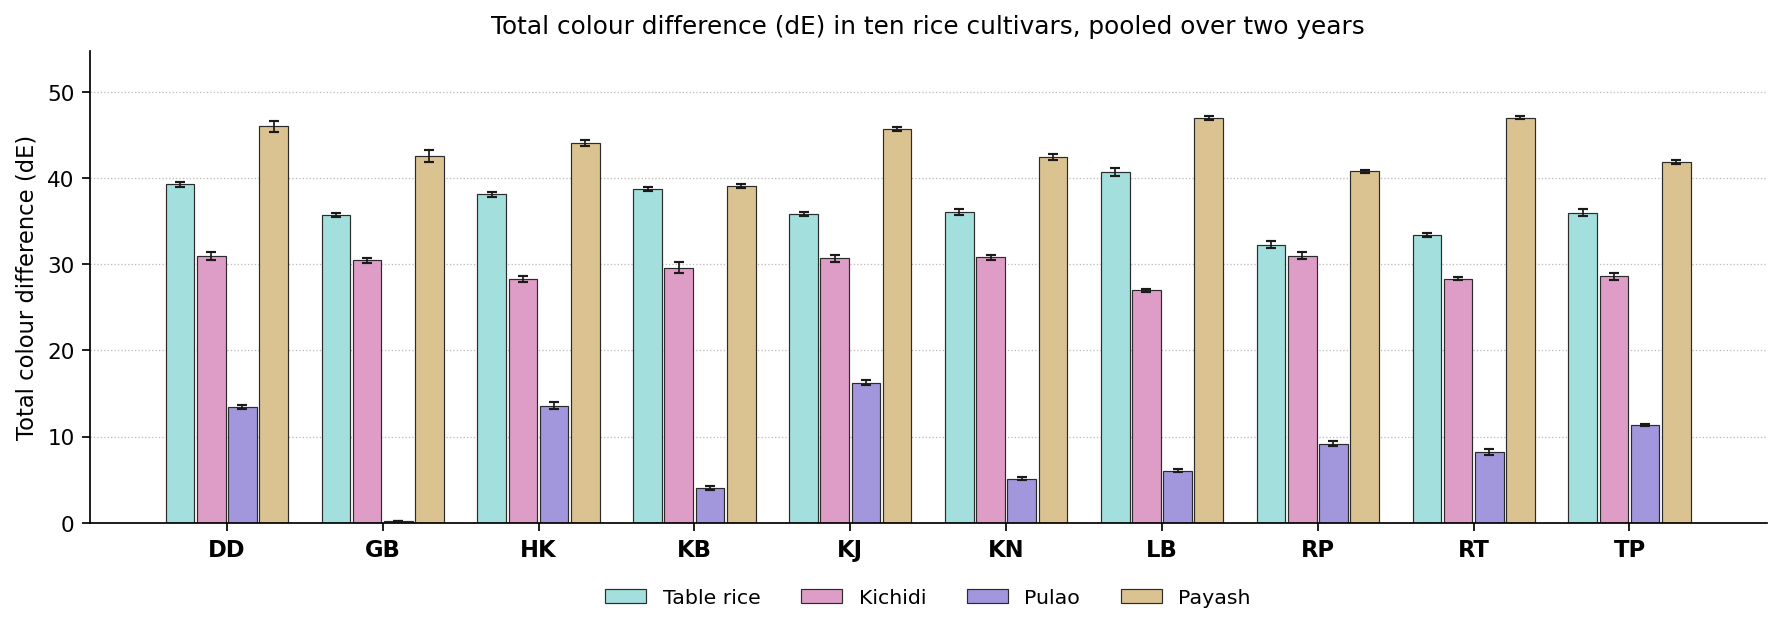 Total colour difference (dE) in ten rice cultivars, pooled over two years
Total colour difference (dE)
50
40
30
20
10
0
DD GB HK KB KJ KN LB RP RT TP
Table rice Kichidi Pulao Payash